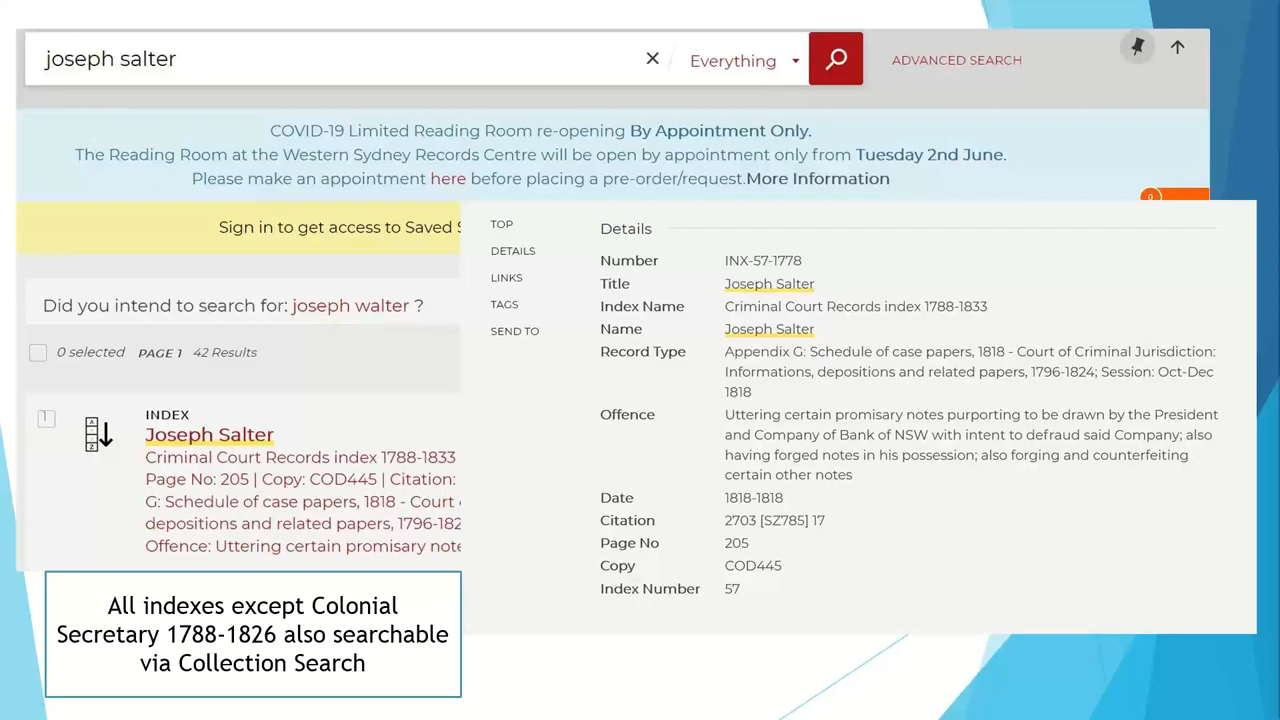 joseph salter
Everything
ADVANCED SEARCH
COVID-19 Limited Reading Room re-opening By Appointment Only.
The Reading Room at the Western Sydney Records Centre will be open by appointment only from Tuesday 2nd June.
Please make an appointment here before placing a pre-order/request.More Information
Sign in to get access to Saved S
Did you intend to search for: joseph walter ?
0 selected PAGE 1 42 Results
1
INDEX
Joseph Salter
Criminal Court Records index 1788-1833
Page No: 205 | Copy: COD445 | Citation:
G: Schedule of case papers, 1818 - Court
depositions and related papers, 1796-182
Offence: Uttering certain promisary note
TOP
DETAILS
LINKS
TAGS
SEND TO
Details
Number INX-57-1778
Title Joseph Salter
Index Name Criminal Court Records index 1788-1833
Name Joseph Salter
Record Type Appendix G: Schedule of case papers, 1818 - Court of Criminal Jurisdiction:
Informations, depositions and related papers, 1796-1824; Session: Oct-Dec
1818
Offence Uttering certain promisary notes purporting to be drawn by the President
and Company of Bank of NSW with intent to defraud said Company; also
having forged notes in his possession; also forging and counterfeiting
certain other notes
Date 1818-1818
Citation 2703 [SZ785] 17
Page No 205
Copy COD445
Index Number 57
All indexes except Colonial
Secretary 1788-1826 also searchable
via Collection Search